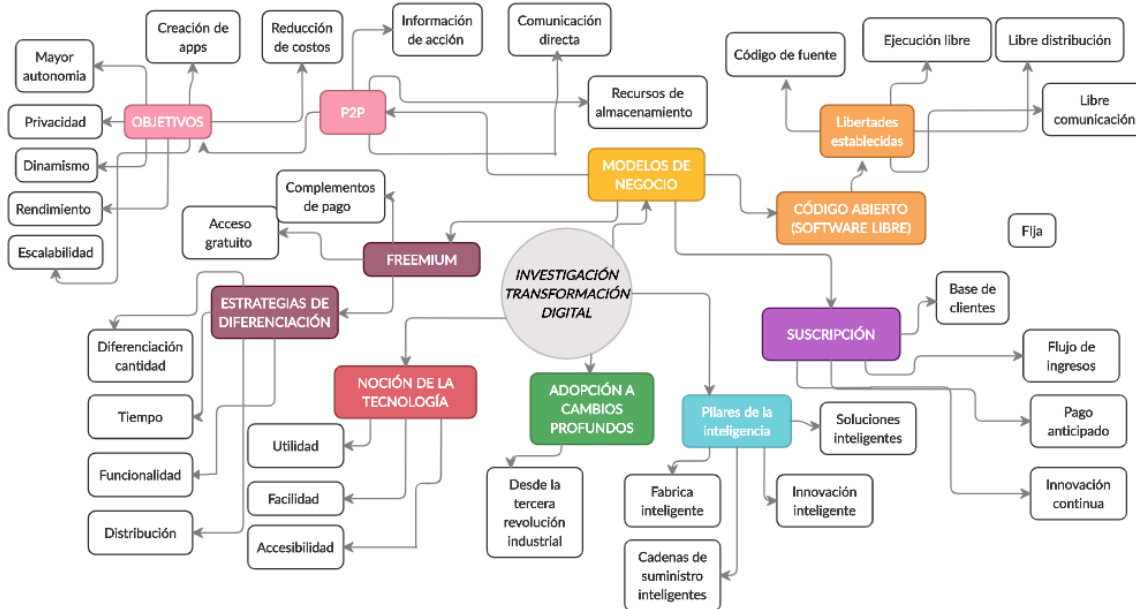 Creación de
apps
Reducción
de costos
Información
de acción
Comunicación
directa
Mayor
autonomia
Código de fuente
Ejecución libre
Libre distribución
Privacidad
OBJETIVOS
P2P
Recursos de
almacenamiento
Libertades
establecidas
Libre
comunicación
Dinamismo
MODELOS DE
NEGOCIO
Rendimiento
Complementos
de pago
CÓDIGO ABIERTO
(SOFTWARE LIBRE)
FIja
Escalabilidad
Acceso
gratuito
FREEMIUM
INVESTIGACIÓN
TRANSFORMACIÓN
DIGITAL
ESTRATEGIAS DE
DIFERENCIACIÓN
Base de
clientes
SUSCRIPCIÓN
Diferenciación
cantidad
Flujo de
ingresos
NOCIÓN DE LA
TECNOLOGÍA
ADOPCIÓN A
CAMBIOS
PROFUNDOS
Pilares de la
inteligencia
Soluciones
inteligentes
Pago
anticipado
Tiempo
Utilidad
Funcionalidad
Facilidad
Desde la
tercera
revolución
industrial
Fabrica
inteligente
Innovación
inteligente
Innovación
continua
Distribución
Accesibilidad
Cadenas de
suministro
inteligentes